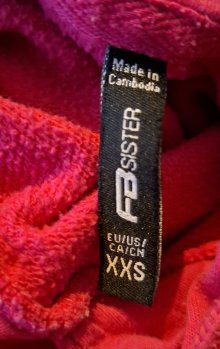 Made in
Cambodia
FB SISTER
EU/US/
CA/CN
XXS